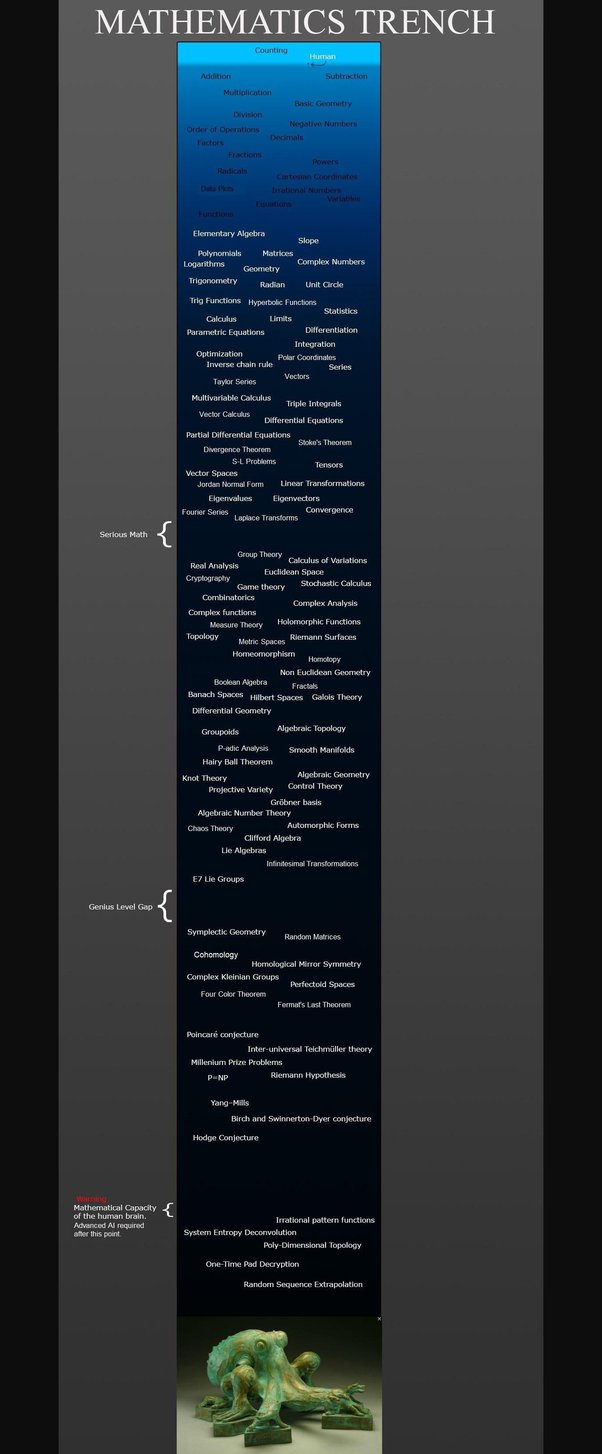 MATHEMATICS TRENCH
Counting
Human
Addition
Subtraction
Multiplication
Basic Geometry
Division
Negative Numbers
Order of Operations
Decimals
Factors
Fractions
Powers
Radicals
Cartesian Coordinates
Data Plots
Irrational Numbers
Variables
Equations
Functions
Elementary Algebra
Slope
Polynomials
Matrices
Logarithms
Complex Numbers
Geometry
Trigonometry
Radian
Unit Circle
Trig Functions
Hyperbolic Functions
Statistics
Calculus
Limits
Parametric Equations
Differentiation
Integration
Optimization
Polar Coordinates
Inverse chain rule
Series
Vectors
Taylor Series
Multivariable Calculus
Triple Integrals
Vector Calculus
Differential Equations
Partial Differential Equations
Stoke's Theorem
Divergence Theorem
S-L Problems
Tensors
Vector Spaces
Jordan Normal Form
Linear Transformations
Eigenvalues
Eigenvectors
Fourier Series
Convergence
Laplace Transforms
Serious Math
Group Theory
Calculus of Variations
Real Analysis
Euclidean Space
Cryptography
Stochastic Calculus
Game theory
Combinatorics
Complex Analysis
Complex functions
Measure Theory
Holomorphic Functions
Topology
Metric Spaces
Riemann Surfaces
Homeomorphism
Homotopy
Non Euclidean Geometry
Boolean Algebra
Fractals
Banach Spaces
Hilbert Spaces
Galois Theory
Differential Geometry
Groupoids
Algebraic Topology
P-adic Analysis
Smooth Manifolds
Hairy Ball Theorem
Knot Theory
Algebraic Geometry
Projective Variety
Control Theory
Gröbner basis
Algebraic Number Theory
Chaos Theory
Automorphic Forms
Clifford Algebra
Lie Algebras
Infinitesimal Transformations
E7 Lie Groups
Genius Level Gap
Symplectic Geometry
Random Matrices
Cohomology
Homological Mirror Symmetry
Complex Kleinian Groups
Perfectoid Spaces
Four Color Theorem
Fermat's Last Theorem
Poincaré conjecture
Inter-universal Teichmüller theory
Millenium Prize Problems
P=NP
Riemann Hypothesis
Yang-Mills
Birch and Swinnerton-Dyer conjecture
Hodge Conjecture
Warning
Mathematical Capacity
of the human brain.
Advanced AI required
after this point.
Irrational pattern functions
System Entropy Deconvolution
Poly-Dimensional Topology
One-Time Pad Decryption
Random Sequence Extrapolation